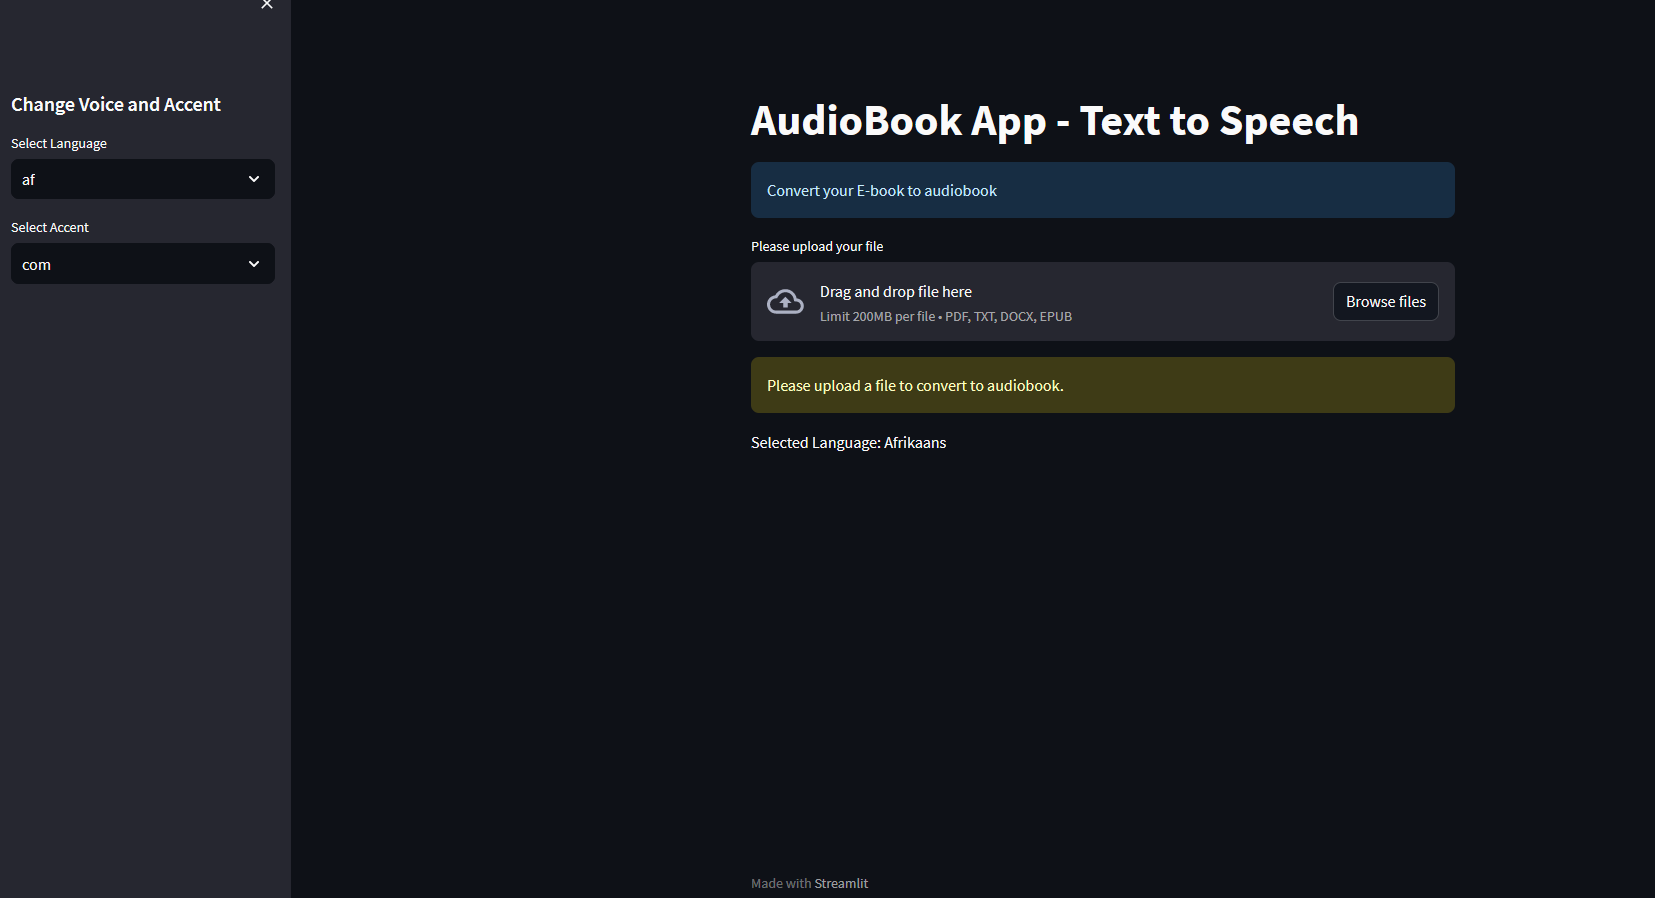 Change Voice and Accent
Select Language
af
Select Accent
com
AudioBook App - Text to Speech
Convert your E-book to audiobook
Please upload your file
Drag and drop file here
Limit 200MB per file • PDF, TXT, DOCX, EPUB
Browse files
Please upload a file to convert to audiobook.
Selected Language: Afrikaans
Made with Streamlit